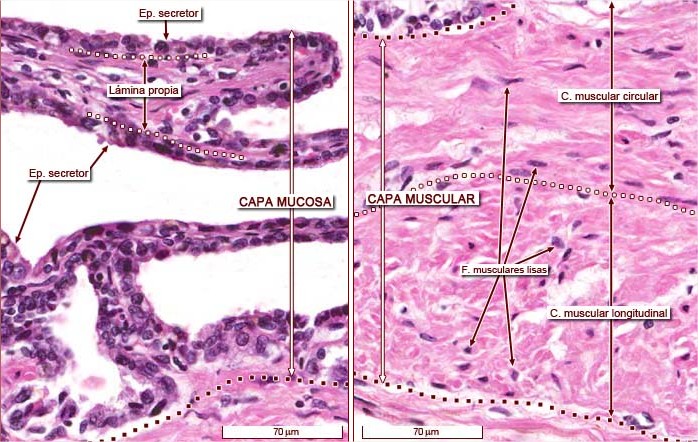 Ep. secretor
Lámina propia
Ep. secretor
CAPA MUCOSA
70 µm
C. muscular circular
CAPA MUSCULAR
F. musculares lisas
C. muscular longitudinal
70 µm